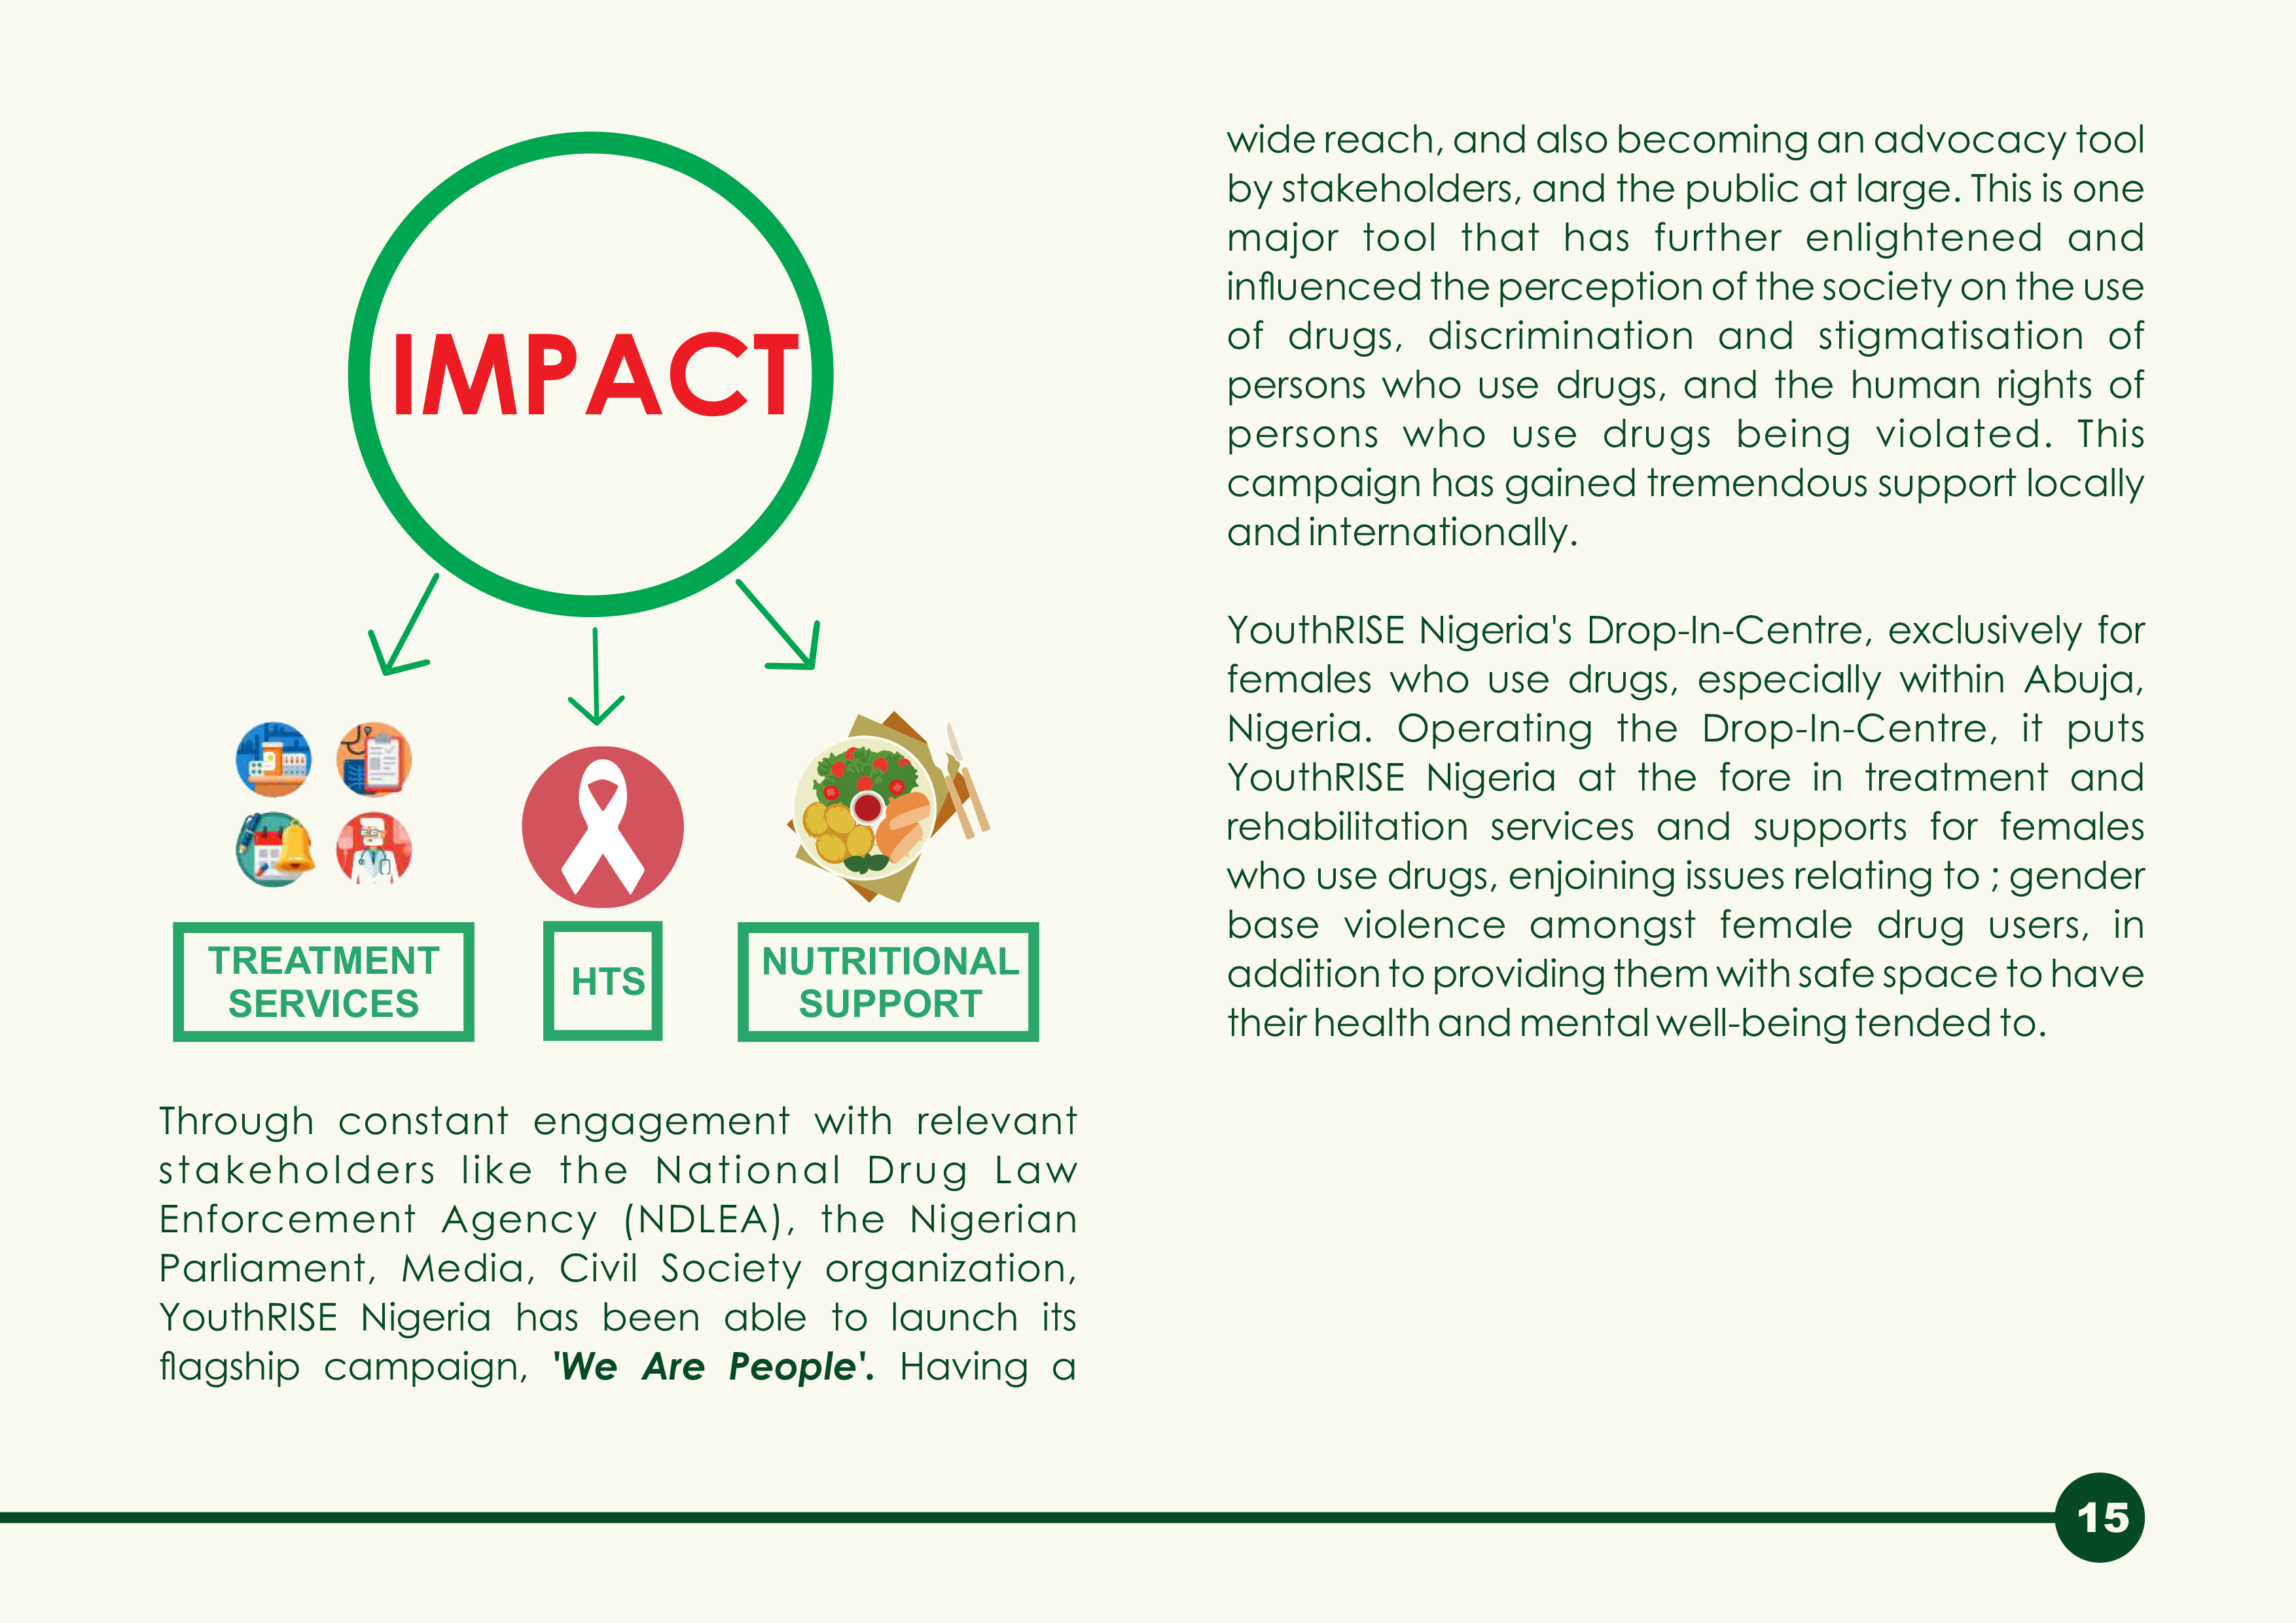 IMPACT
TREATMENT
SERVICES
HTS
NUTRITIONAL
SUPPORT
Through constant engagement with relevant
stakeholders like the National Drug Law
Enforcement Agency (NDLEA), the Nigerian
Parliament, Media, Civil Society organization,
YouthRISE Nigeria has been able to launch its
flagship campaign, 'We Are People'. Having a
wide reach, and also becoming an advocacy tool
by stakeholders, and the public at large. This is one
major tool that has further enlightened and
influenced the perception of the society on the use
of drugs, discrimination and stigmatisation of
persons who use drugs, and the human rights of
persons who use drugs being violated. This
campaign has gained tremendous support locally
and internationally.
YouthRISE Nigeria's Drop-In-Centre, exclusively for
females who use drugs, especially within Abuja,
Nigeria. Operating the Drop-In-Centre, it puts
YouthRISE Nigeria at the fore in treatment and
rehabilitation services and supports for females
who use drugs, enjoining issues relating to ; gender
base violence amongst female drug users, in
addition to providing them with safe space to have
their health and mental well-being tended to.
15